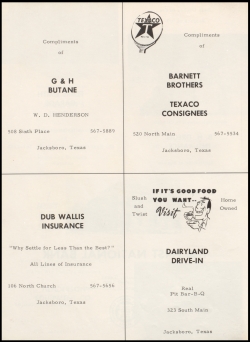 Compliments
of
G & H
BUTANE
W. D. HENDERSON
508 South Place 567-5889
Jacksboro, Texas
TEXACO
Compliments
of
BARNETT
BROTHERS
TEXACO
CONSIGNEES
520 North Main 567-5534
Jacksboro, Texas
DUB WALLIS
INSURANCE
"Why Settle for Less Than the Best?"
All Lines of Insurance
106 North Church 567-5656
Jacksboro, Texas
IF IT'S GOOD FOOD
YOU WANT--
Visit
Blush
and
Twist
Home
Owned
DAIRYLAND
DRIVE-IN
Real
Pit Bar-B-Q
523 South Main
Jacksboro, Texas